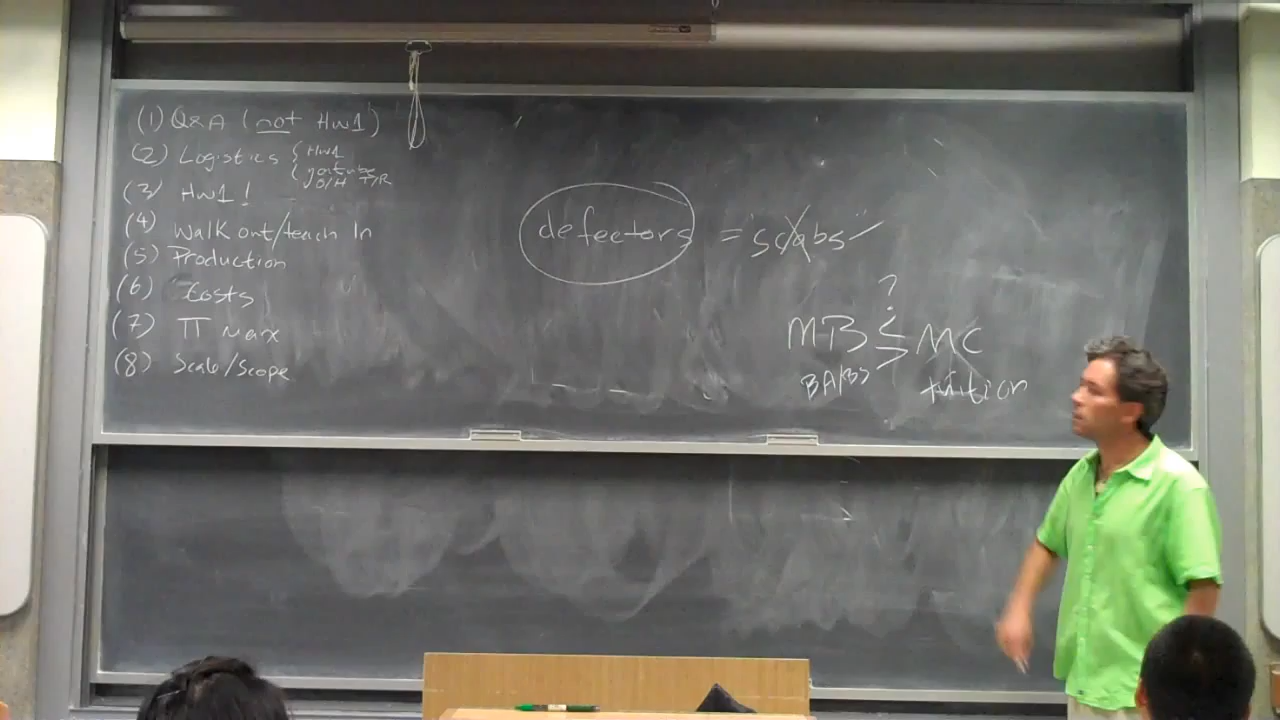 (1) Q&A (not HW1)
(2) Logistics { HW1
O/H T/R
(3) HW1!
(4) Walk out/teach In
(5) Production
(6) Costs
(7) Π Max
(8) Scale/Scope
defectors = "scabs"
?
MB ≤ > MC
BA/BS tuition